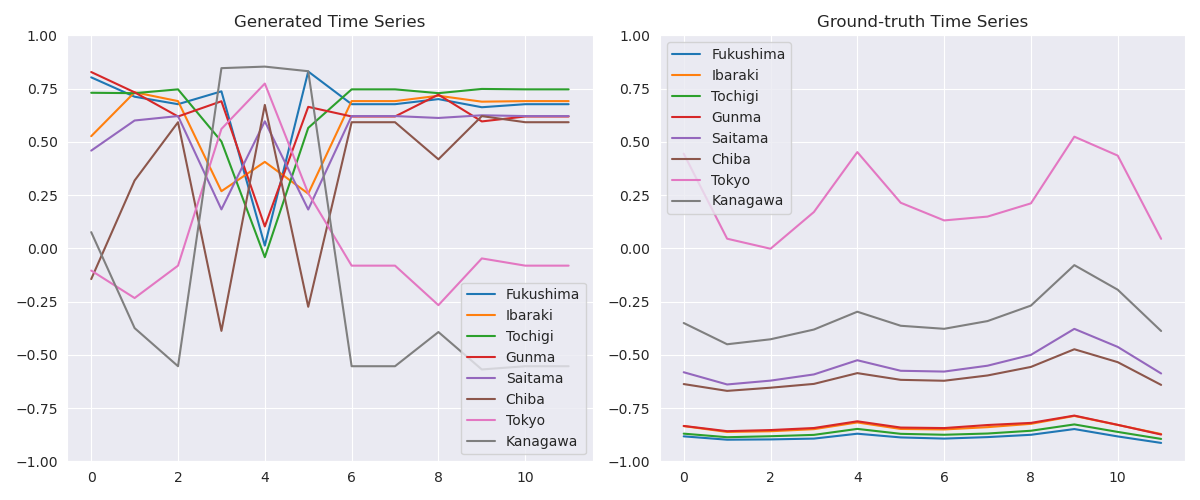 Generated Time Series
1.00
0.75
0.50
0.25
0.00
−0.25
−0.50
−0.75
−1.00
0 2 4 6 8 10
Fukushima
Ibaraki
Tochigi
Gunma
Saitama
Chiba
Tokyo
Kanagawa
Ground-truth Time Series
1.00
0.75
0.50
0.25
0.00
−0.25
−0.50
−0.75
−1.00
0 2 4 6 8 10
Fukushima
Ibaraki
Tochigi
Gunma
Saitama
Chiba
Tokyo
Kanagawa